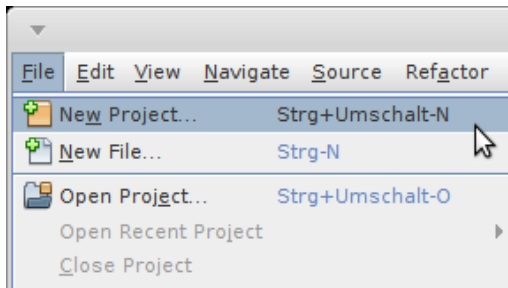 File Edit View Navigate Source Refactor
New Project... Strg+Umschalt-N
New File... Strg-N
Open Project... Strg+Umschalt-O
Open Recent Project
Close Project